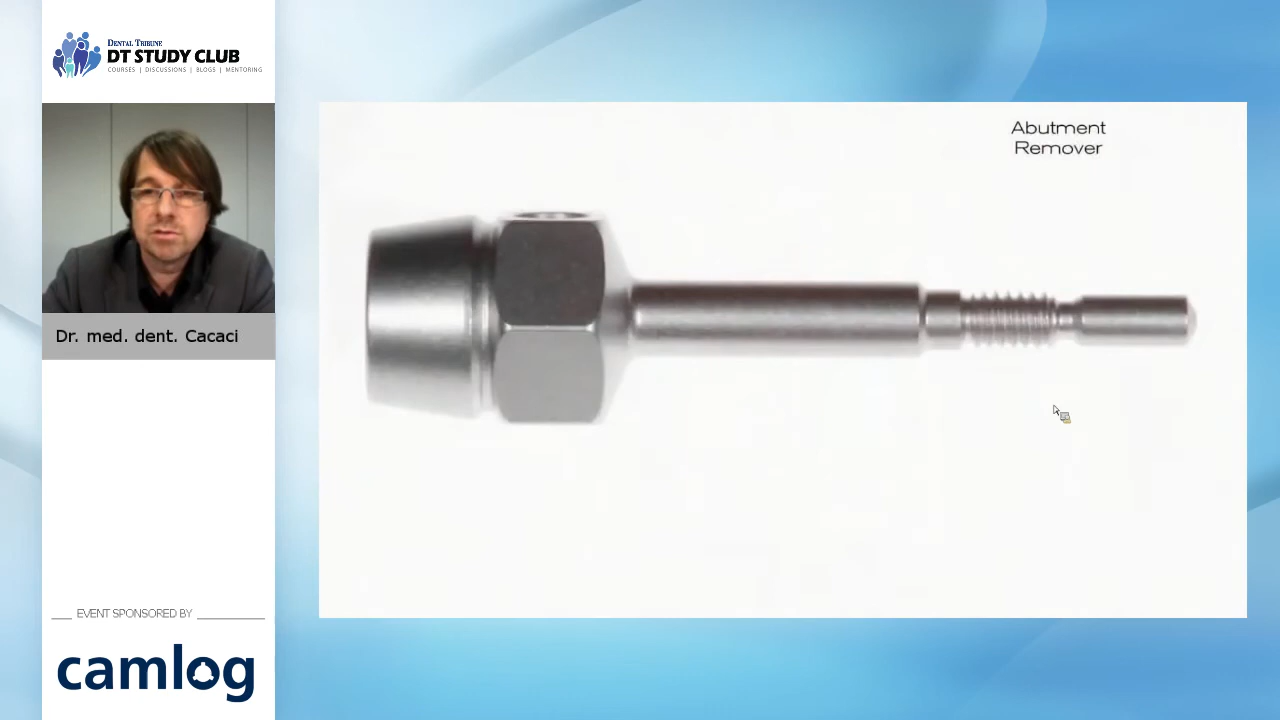 DENTAL TRIBUNE
DT STUDY CLUB
COURSES | DISCUSSIONS | BLOGS | MENTORING
Dr. med. dent. Cacaci
EVENT SPONSORED BY
camlog
Abutment
Remover